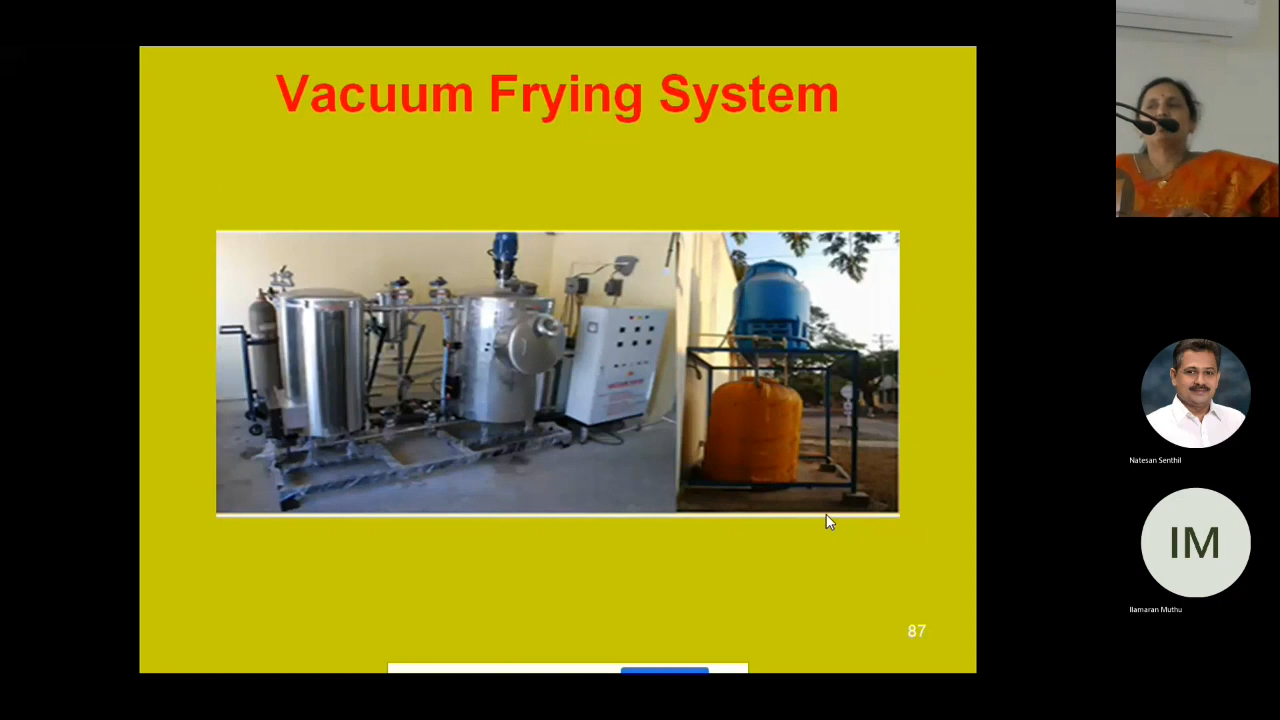 Vacuum Frying System
87
Natesan Senthil
IM
Ilamaran Muthu